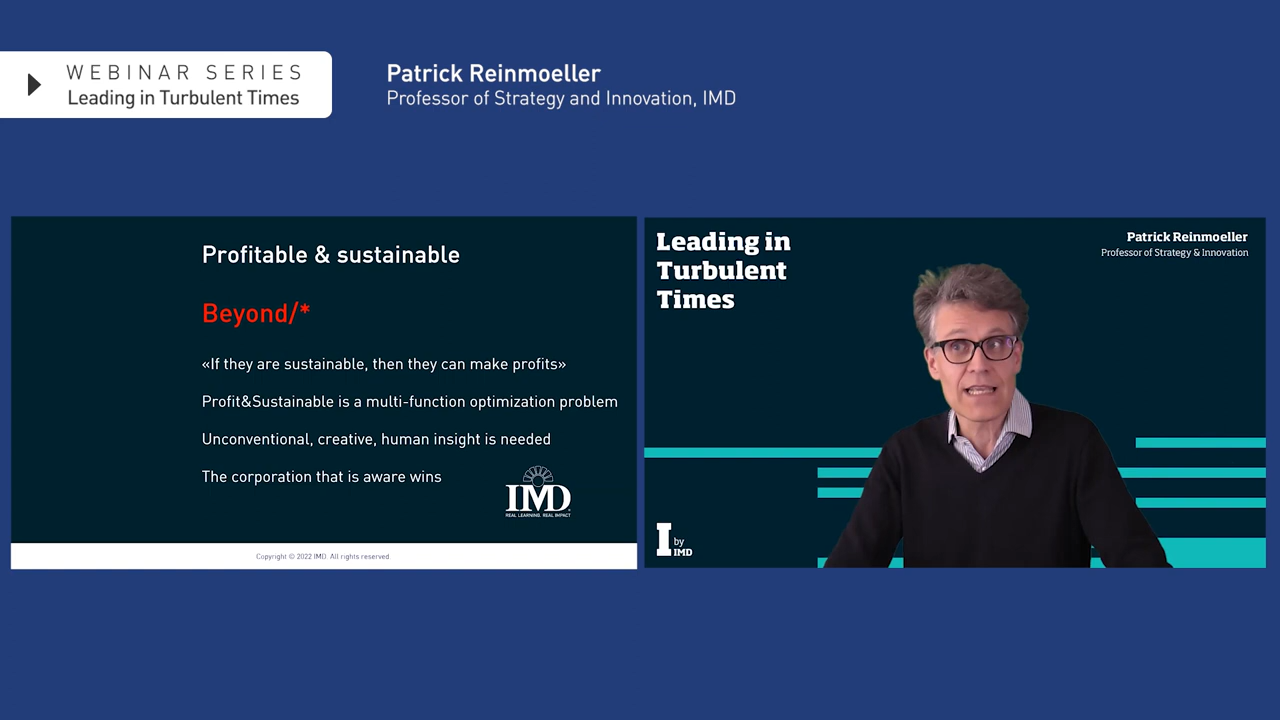 WEBINAR SERIES
Leading in Turbulent Times
Patrick Reinmoeller
Professor of Strategy and Innovation, IMD
Profitable & sustainable
Beyond/*
«If they are sustainable, then they can make profits»
Profit&Sustainable is a multi-function optimization problem
Unconventional, creative, human insight is needed
The corporation that is aware wins
IMD
REAL LEARNING. REAL IMPACT
Copyright © 2022 IMD. All rights reserved
Leading in
Turbulent
Times
Patrick Reinmoeller
Professor of Strategy & Innovation
I by
IMD